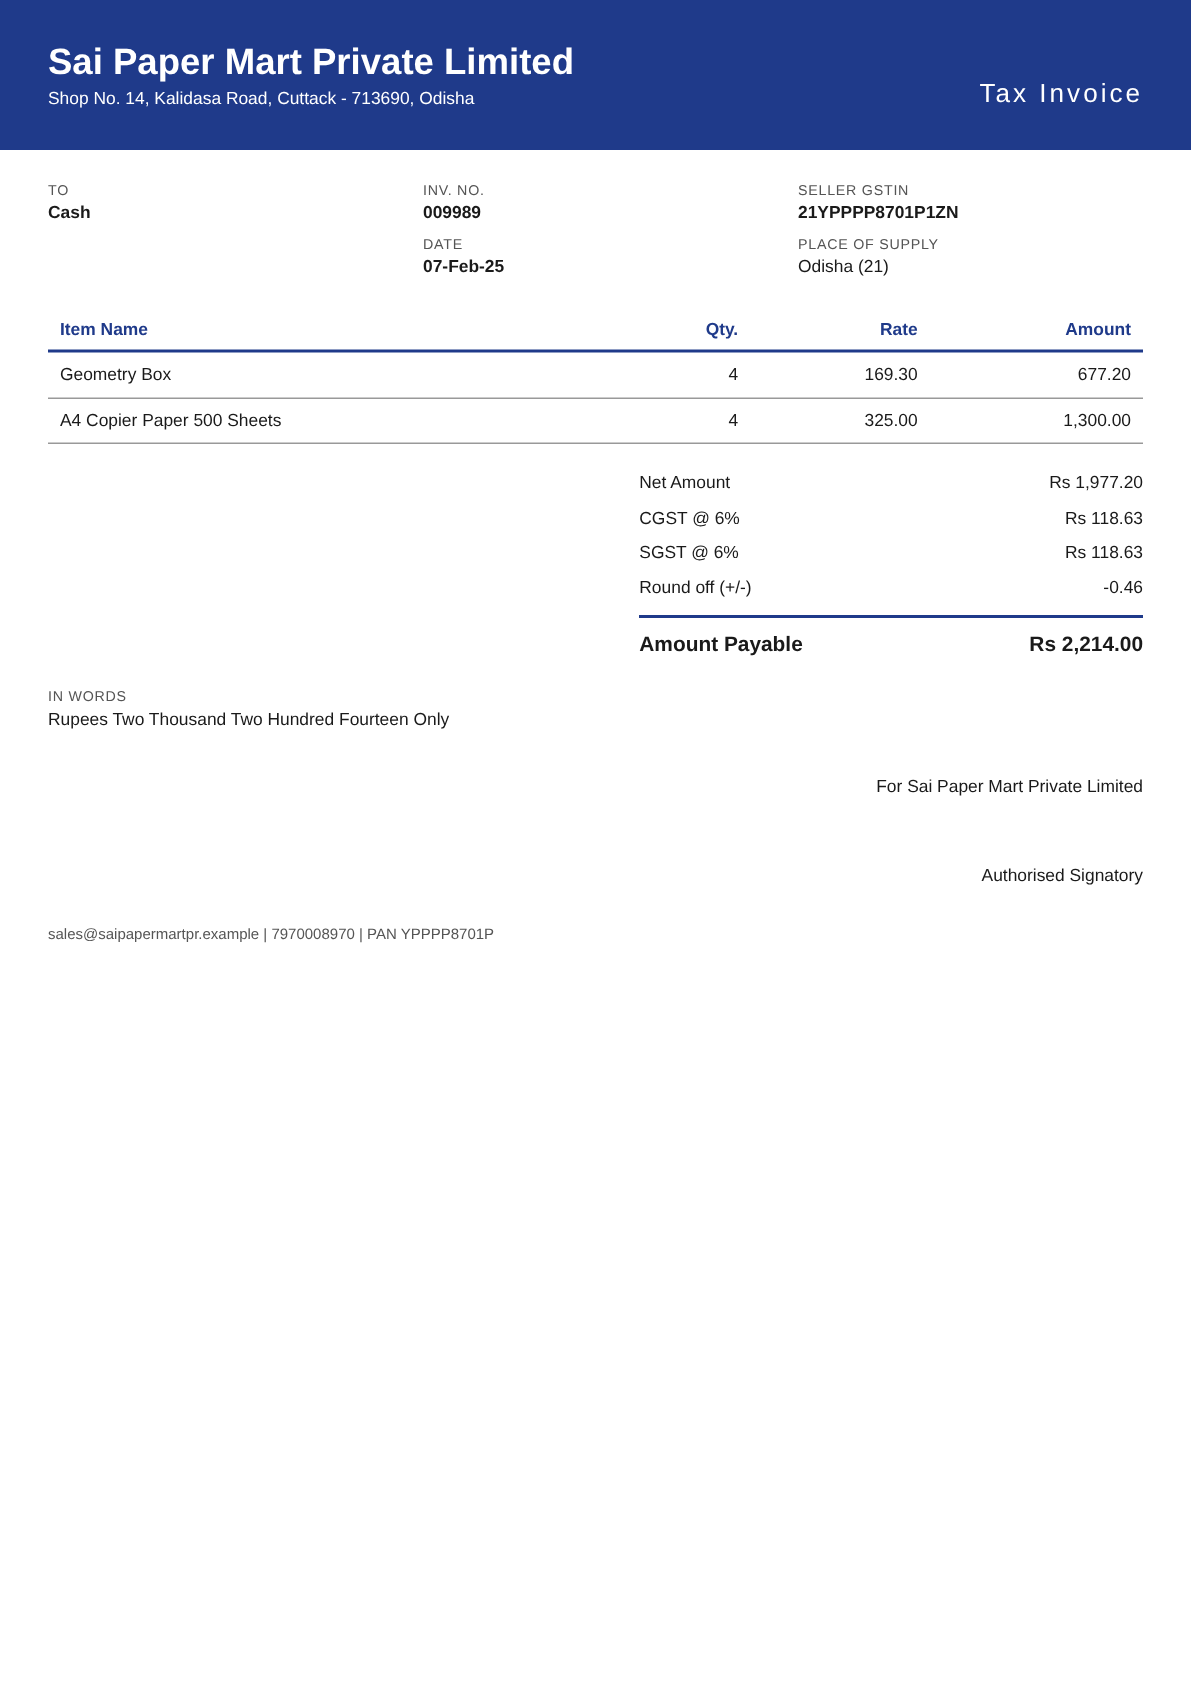 Sai Paper Mart Private Limited
Shop No. 14, Kalidasa Road, Cuttack - 713690, Odisha
Tax Invoice
TO
Cash
INV. NO.
009989
DATE
07-Feb-25
SELLER GSTIN
21YPPPP8701P1ZN
PLACE OF SUPPLY
Odisha (21)
Item Name Qty. Rate Amount
Geometry Box 4 169.30 677.20
A4 Copier Paper 500 Sheets 4 325.00 1,300.00
Net Amount Rs 1,977.20
CGST @ 6% Rs 118.63
SGST @ 6% Rs 118.63
Round off (+/-) -0.46
Amount Payable Rs 2,214.00
IN WORDS
Rupees Two Thousand Two Hundred Fourteen Only
For Sai Paper Mart Private Limited
Authorised Signatory
sales@saipapermartpr.example | 7970008970 | PAN YPPPP8701P